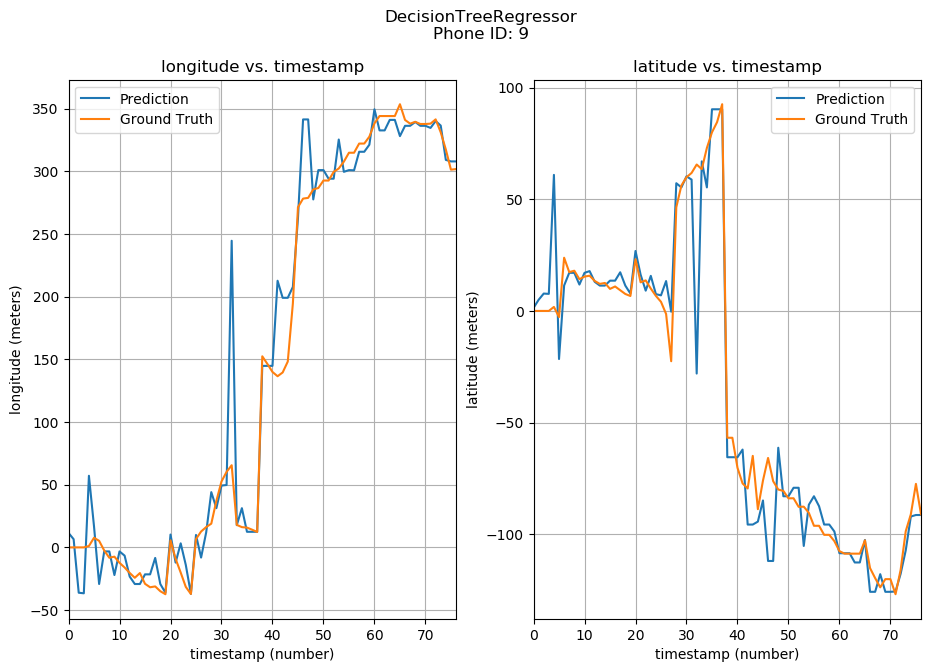 DecisionTreeRegressor
Phone ID: 9
longitude vs. timestamp
350
300
250
200
150
100
50
0
−50
longitude (meters)
Prediction
Ground Truth
0 10 20 30 40 50 60 70
timestamp (number)
latitude vs. timestamp
100
50
0
−50
−100
latitude (meters)
Prediction
Ground Truth
0 10 20 30 40 50 60 70
timestamp (number)